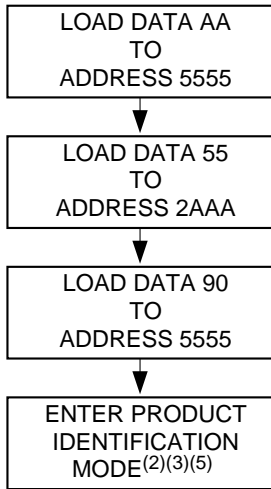 LOAD DATA AA
TO
ADDRESS 5555
LOAD DATA 55
TO
ADDRESS 2AAA
LOAD DATA 90
TO
ADDRESS 5555
ENTER PRODUCT
IDENTIFICATION
MODE(2)(3)(5)